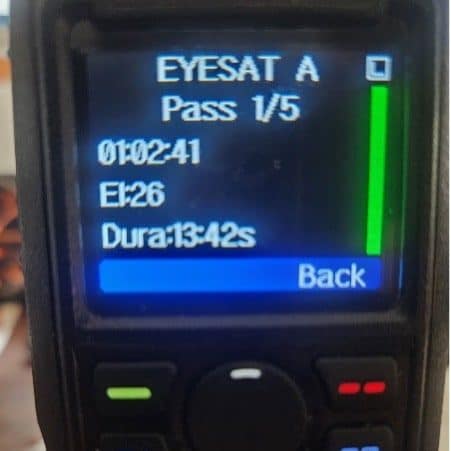 EYESAT A
Pass 1/5
01:02:41
El:26
Dura:13:42s
Back